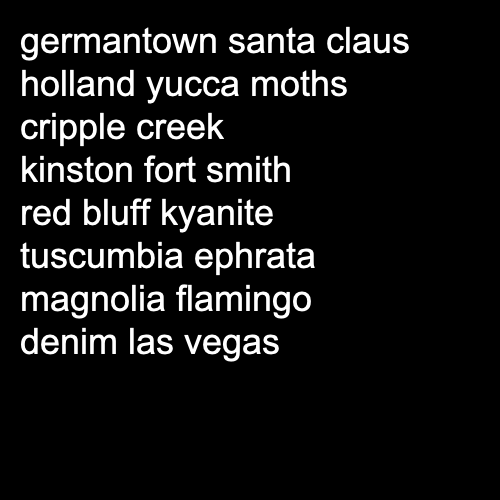 germantown santa claus
holland yucca moths
cripple creek
kinston fort smith
red bluff kyanite
tuscumbia ephrata
magnolia flamingo
denim las vegas